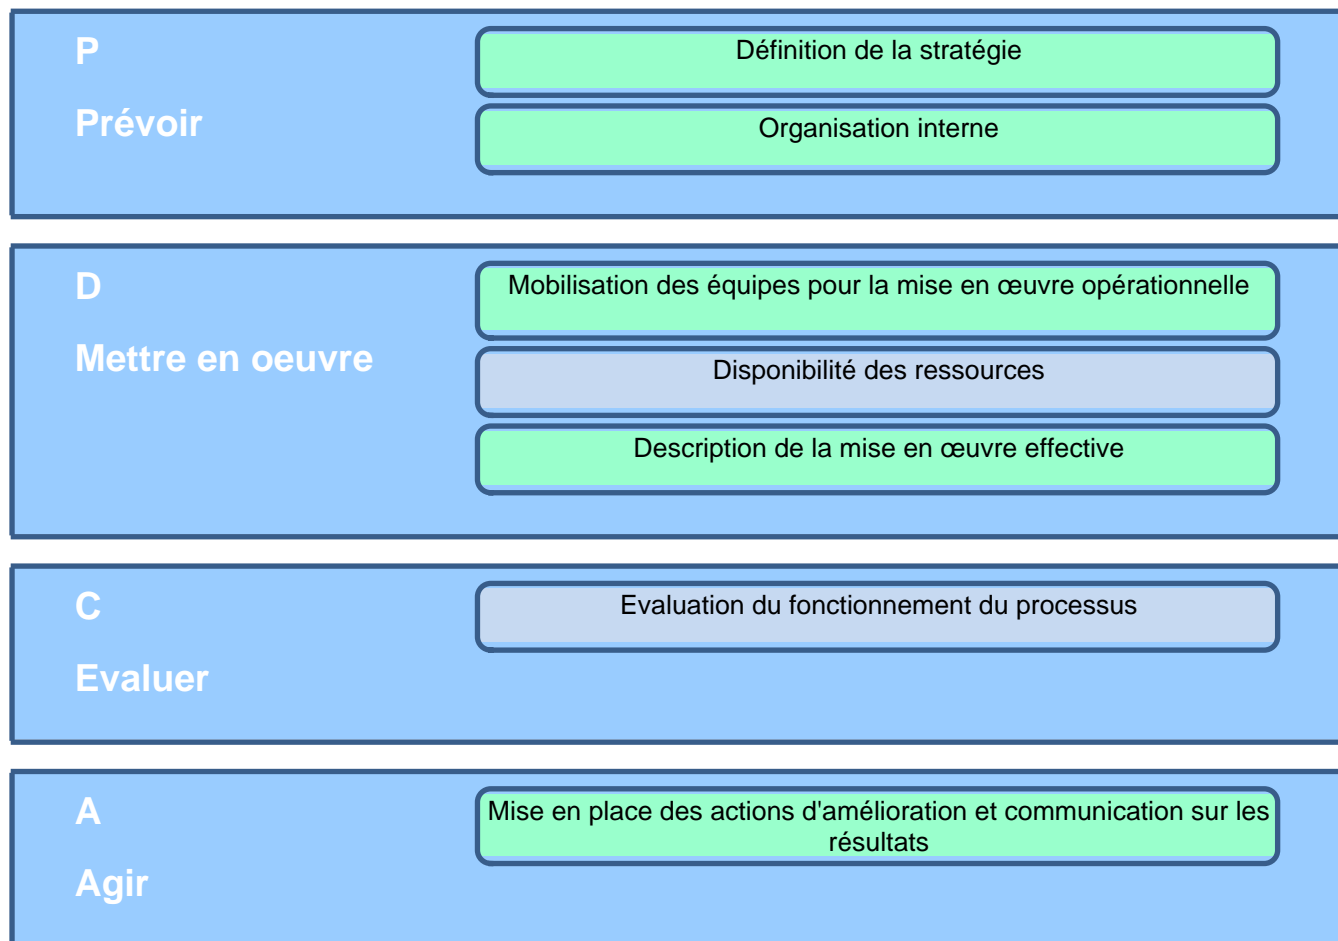 P
Prévoir
Définition de la stratégie
Organisation interne
D
Mettre en oeuvre
Mobilisation des équipes pour la mise en œuvre opérationnelle
Disponibilité des ressources
Description de la mise en œuvre effective
C
Evaluer
Evaluation du fonctionnement du processus
A
Agir
Mise en place des actions d'amélioration et communication sur les
résultats